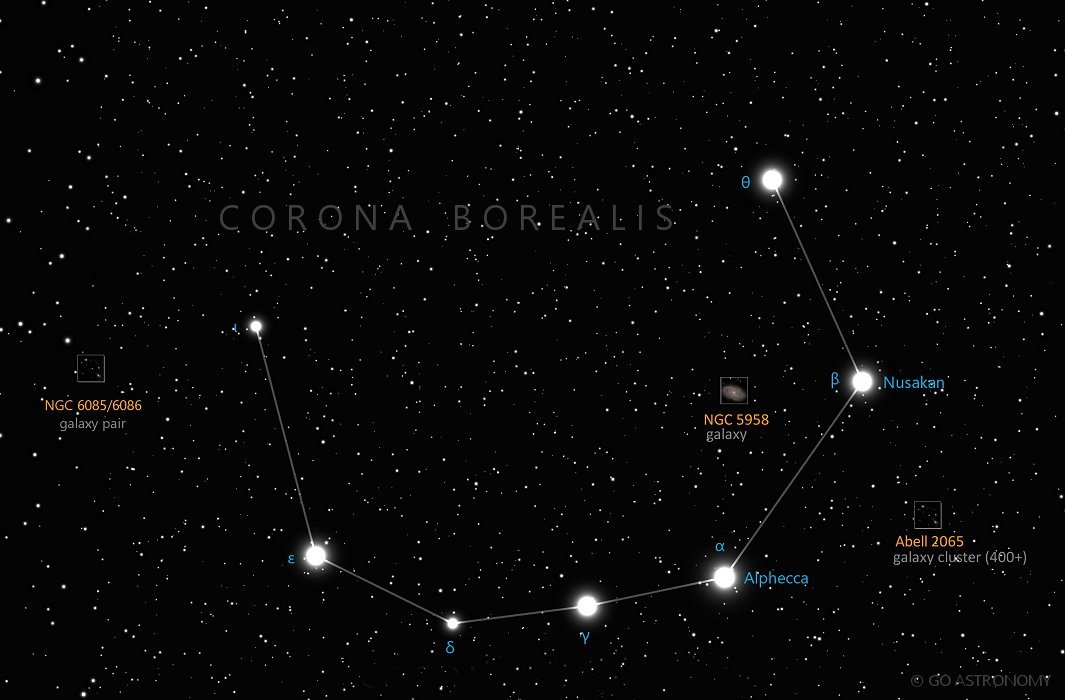 θ
CORONA BOREALIS
ι
β Nusakan
NGC 6085/6086
galaxy pair
NGC 5958
galaxy
Abell 2065
galaxy cluster (400+)
α
ε
Alphecca
γ
δ
© GO ASTRONOMY